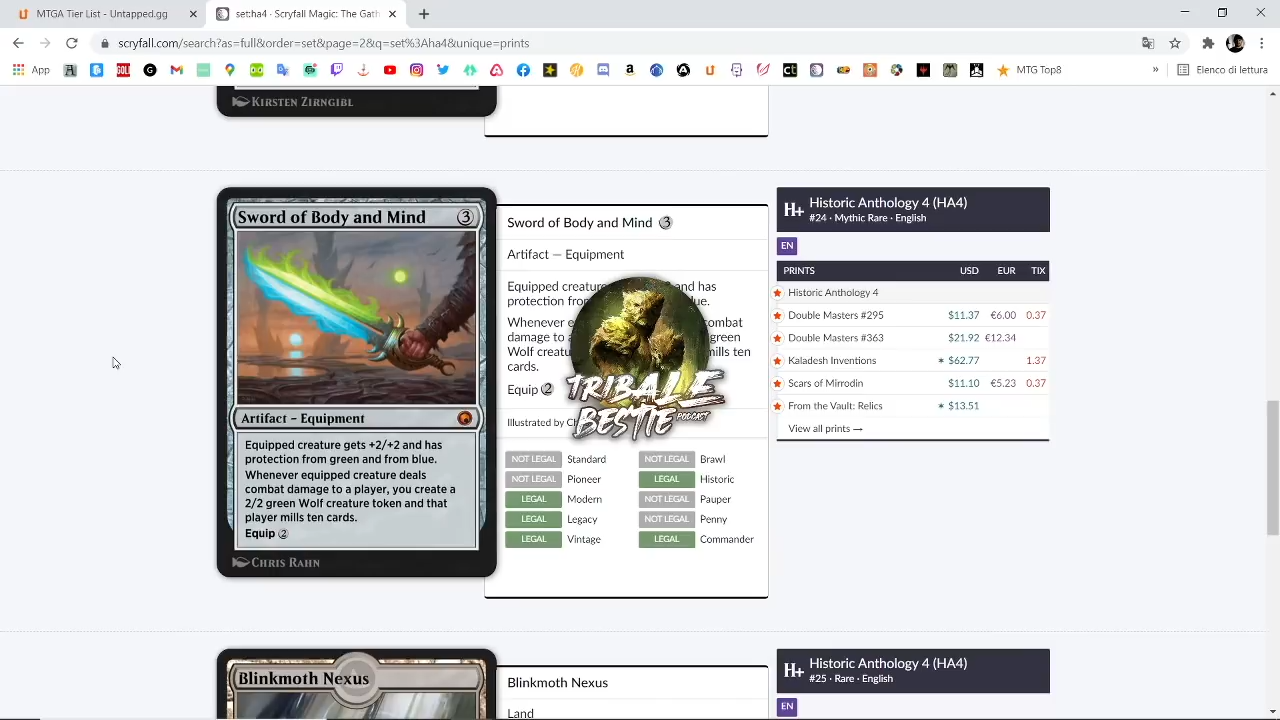 MTGA Tier List - Untapped.gg
set:ha4 - Scryfall Magic: The Gath
scryfall.com/search?as=full&order=set&page=2&q=set%3Aha4&unique=prints
App
GOL
MTG Top8
»
Elenco di lettura
KIRSTEN ZIRNGIBL
Sword of Body and Mind 3
Artifact – Equipment
Equipped creature gets +2/+2 and has
protection from green and from blue.
Whenever equipped creature deals
combat damage to a player, you create a
2/2 green Wolf creature token and that
player mills ten cards.
Equip 2
CHRIS RAHN
Sword of Body and Mind 3
Artifact — Equipment
Equipped creature and has
protection from ue.
Whenever e combat
damage to a green
Wolf creatu mills ten
cards.
Equip 2
Illustrated by C
TRIBALE
BESTIE
PODCAST
NOT LEGAL Standard NOT LEGAL Brawl
NOT LEGAL Pioneer LEGAL Historic
LEGAL Modern NOT LEGAL Pauper
LEGAL Legacy NOT LEGAL Penny
LEGAL Vintage LEGAL Commander
H+ Historic Anthology 4 (HA4)
#24 · Mythic Rare · English
EN
PRINTS USD EUR TIX
Historic Anthology 4
Double Masters #295 $11.37 €6.00 0.37
Double Masters #363 $21.92 €12.34
Kaladesh Inventions ✶ $62.77 1.37
Scars of Mirrodin $11.10 €5.23 0.37
From the Vault: Relics ✶ $13.51
View all prints →
Blinkmoth Nexus
Blinkmoth Nexus
Land
H+ Historic Anthology 4 (HA4)
#25 · Rare · English
EN